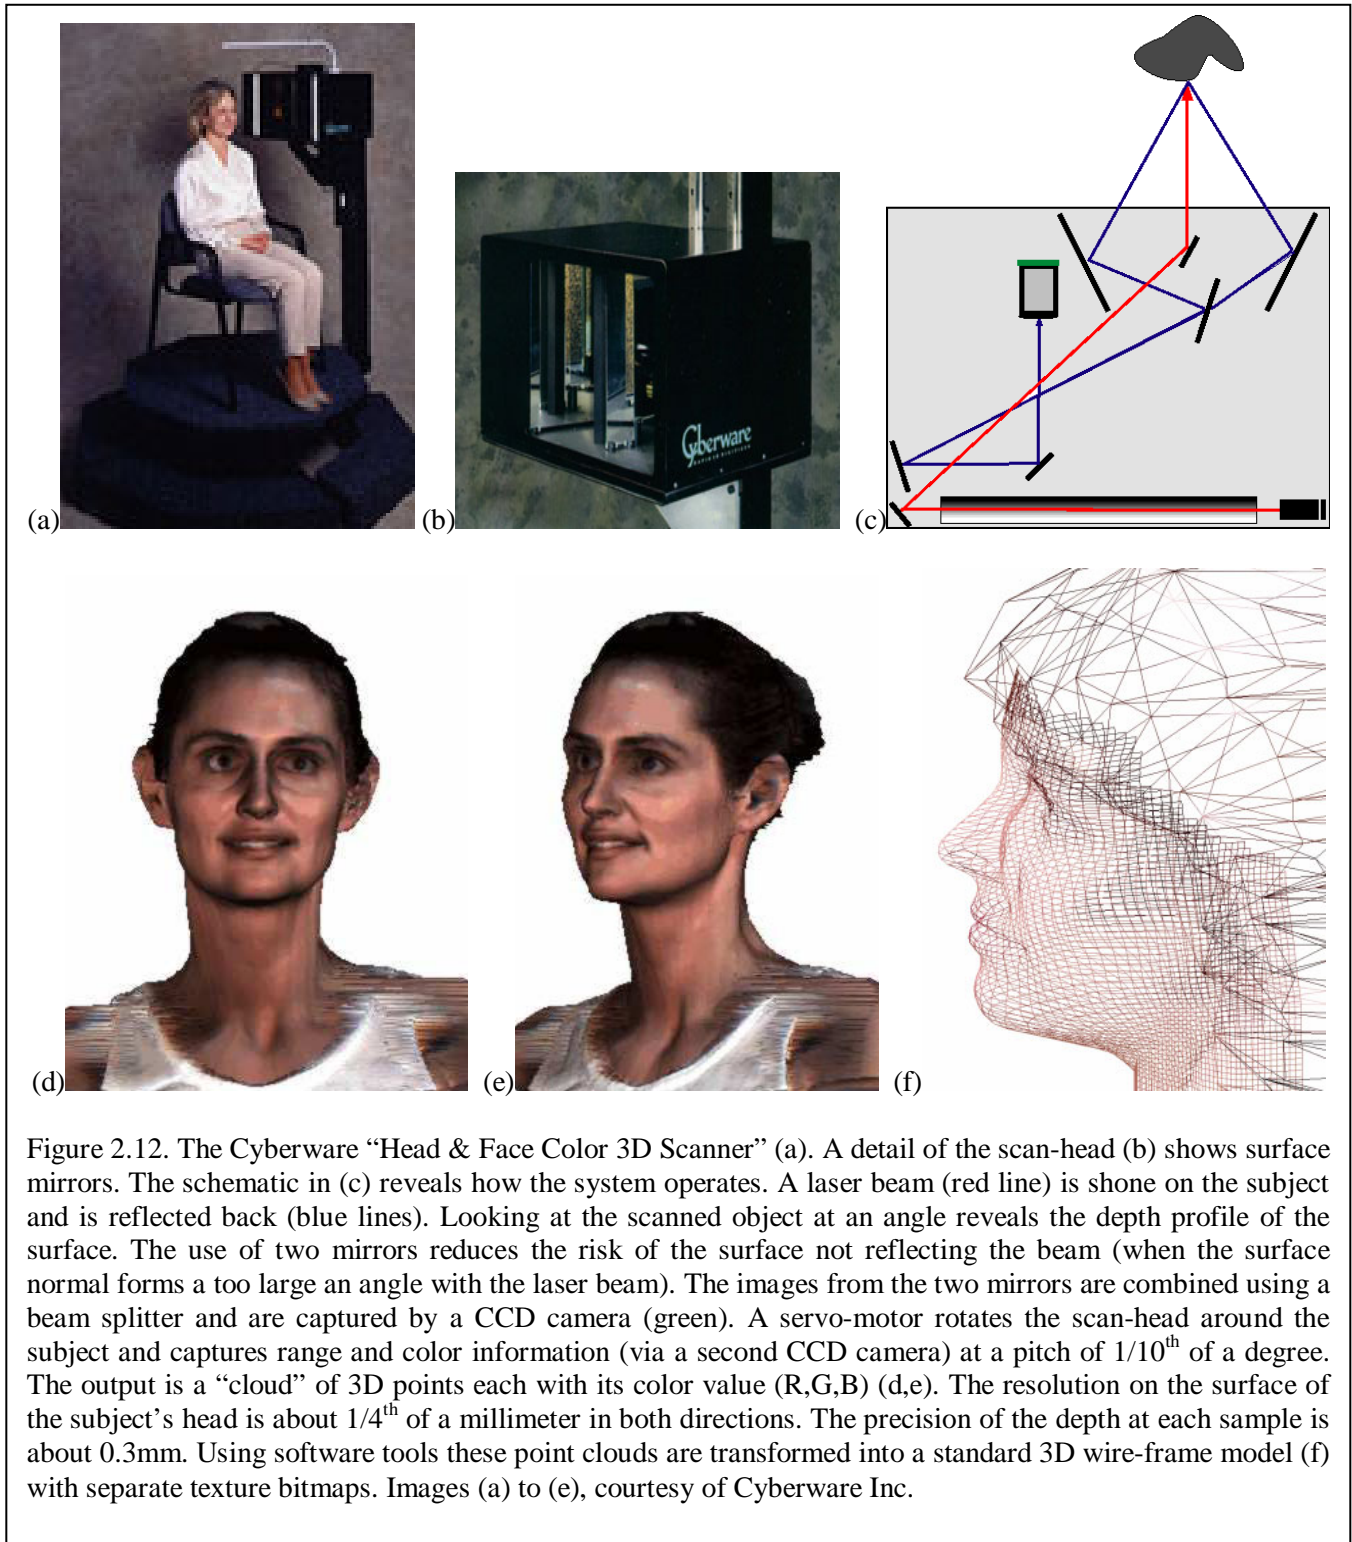 (a)
(b)
Cyberware
(c)
(d)
(e)
(f)
Figure 2.12. The Cyberware “Head & Face Color 3D Scanner” (a). A detail of the scan-head (b) shows surface
mirrors. The schematic in (c) reveals how the system operates. A laser beam (red line) is shone on the subject
and is reflected back (blue lines). Looking at the scanned object at an angle reveals the depth profile of the
surface. The use of two mirrors reduces the risk of the surface not reflecting the beam (when the surface
normal forms a too large an angle with the laser beam). The images from the two mirrors are combined using a
beam splitter and are captured by a CCD camera (green). A servo-motor rotates the scan-head around the
subject and captures range and color information (via a second CCD camera) at a pitch of 1/10th of a degree.
The output is a “cloud” of 3D points each with its color value (R,G,B) (d,e). The resolution on the surface of
the subject’s head is about 1/4th of a millimeter in both directions. The precision of the depth at each sample is
about 0.3mm. Using software tools these point clouds are transformed into a standard 3D wire-frame model (f)
with separate texture bitmaps. Images (a) to (e), courtesy of Cyberware Inc.